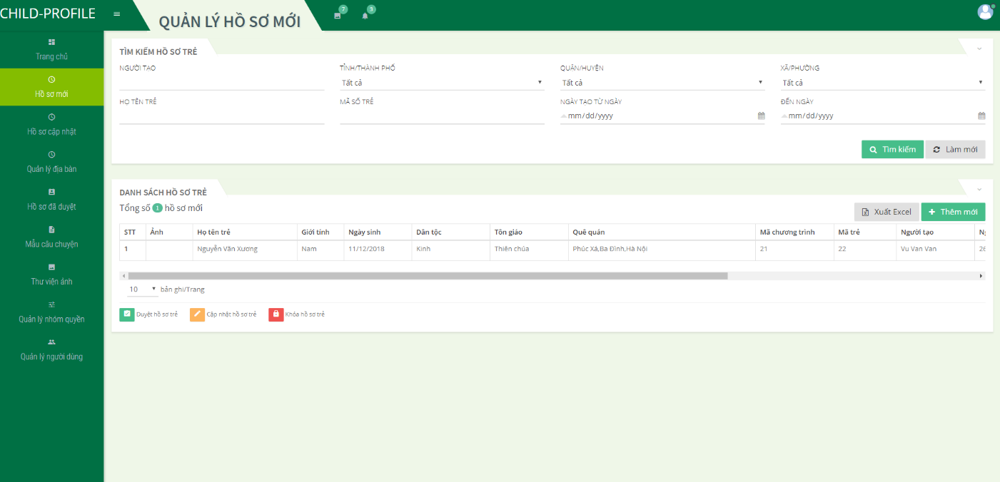 CHILD-PROFILE
QUẢN LÝ HỒ SƠ MỚI
7
3
Trang chủ
Hồ sơ mới
Hồ sơ cập nhật
Quản lý địa bàn
Hồ sơ đã duyệt
Mẫu câu chuyện
Thư viện ảnh
Quản lý nhóm quyền
Quản lý người dùng
TÌM KIẾM HỒ SƠ TRẺ
NGƯỜI TẠO
TỈNH/THÀNH PHỐ
QUẬN/HUYỆN
XÃ/PHƯỜNG
Tất cả
Tất cả
Tất cả
HỌ TÊN TRẺ
MÃ SỐ TRẺ
NGÀY TẠO TỪ NGÀY
ĐẾN NGÀY
mm/dd/yyyy
mm/dd/yyyy
Tìm kiếm
Làm mới
DANH SÁCH HỒ SƠ TRẺ
Tổng số 1 hồ sơ mới
Xuất Excel
Thêm mới
STT Ảnh Họ tên trẻ Giới tính Ngày sinh Dân tộc Tôn giáo Quê quán Mã chương trình Mã trẻ Người tạo
1 Nguyễn Văn Xương Nam 11/12/2018 Kinh Thiên chúa Phúc Xá,Ba Đình,Hà Nội 21 22 Vu Van Van
10 bản ghi/Trang
Duyệt hồ sơ trẻ
Cập nhật hồ sơ trẻ
Khóa hồ sơ trẻ